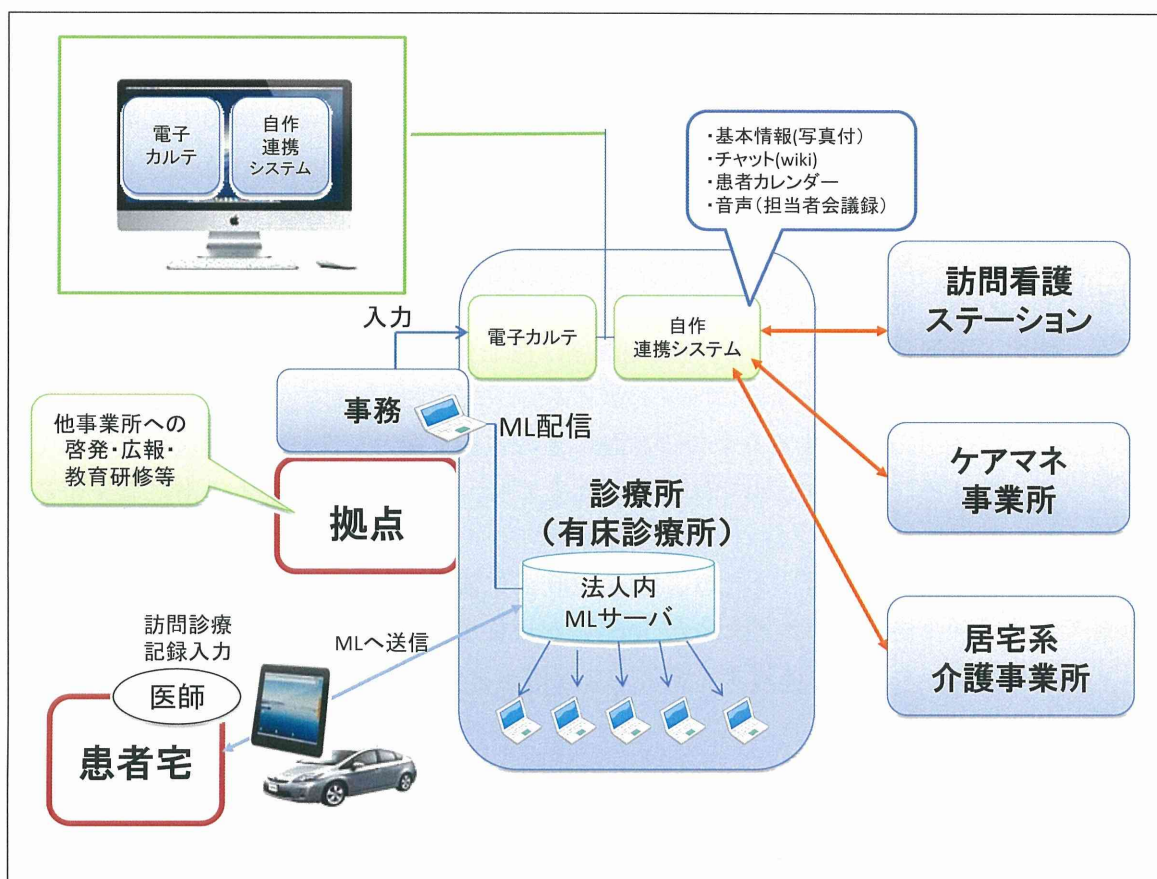 電子
カルテ
自作
連携
システム
・基本情報(写真付)
・チャット(wiki)
・患者カレンダー
・音声(担当者会議録)
入力
電子カルテ
自作
連携システム
訪問看護
ステーション
事務
ML配信
他事業所への
啓発・広報・
教育研修等
拠点
診療所
(有床診療所)
ケアマネ
事業所
法人内
MLサーバ
訪問診療
記録入力
MLへ送信
医師
患者宅
居宅系
介護事業所